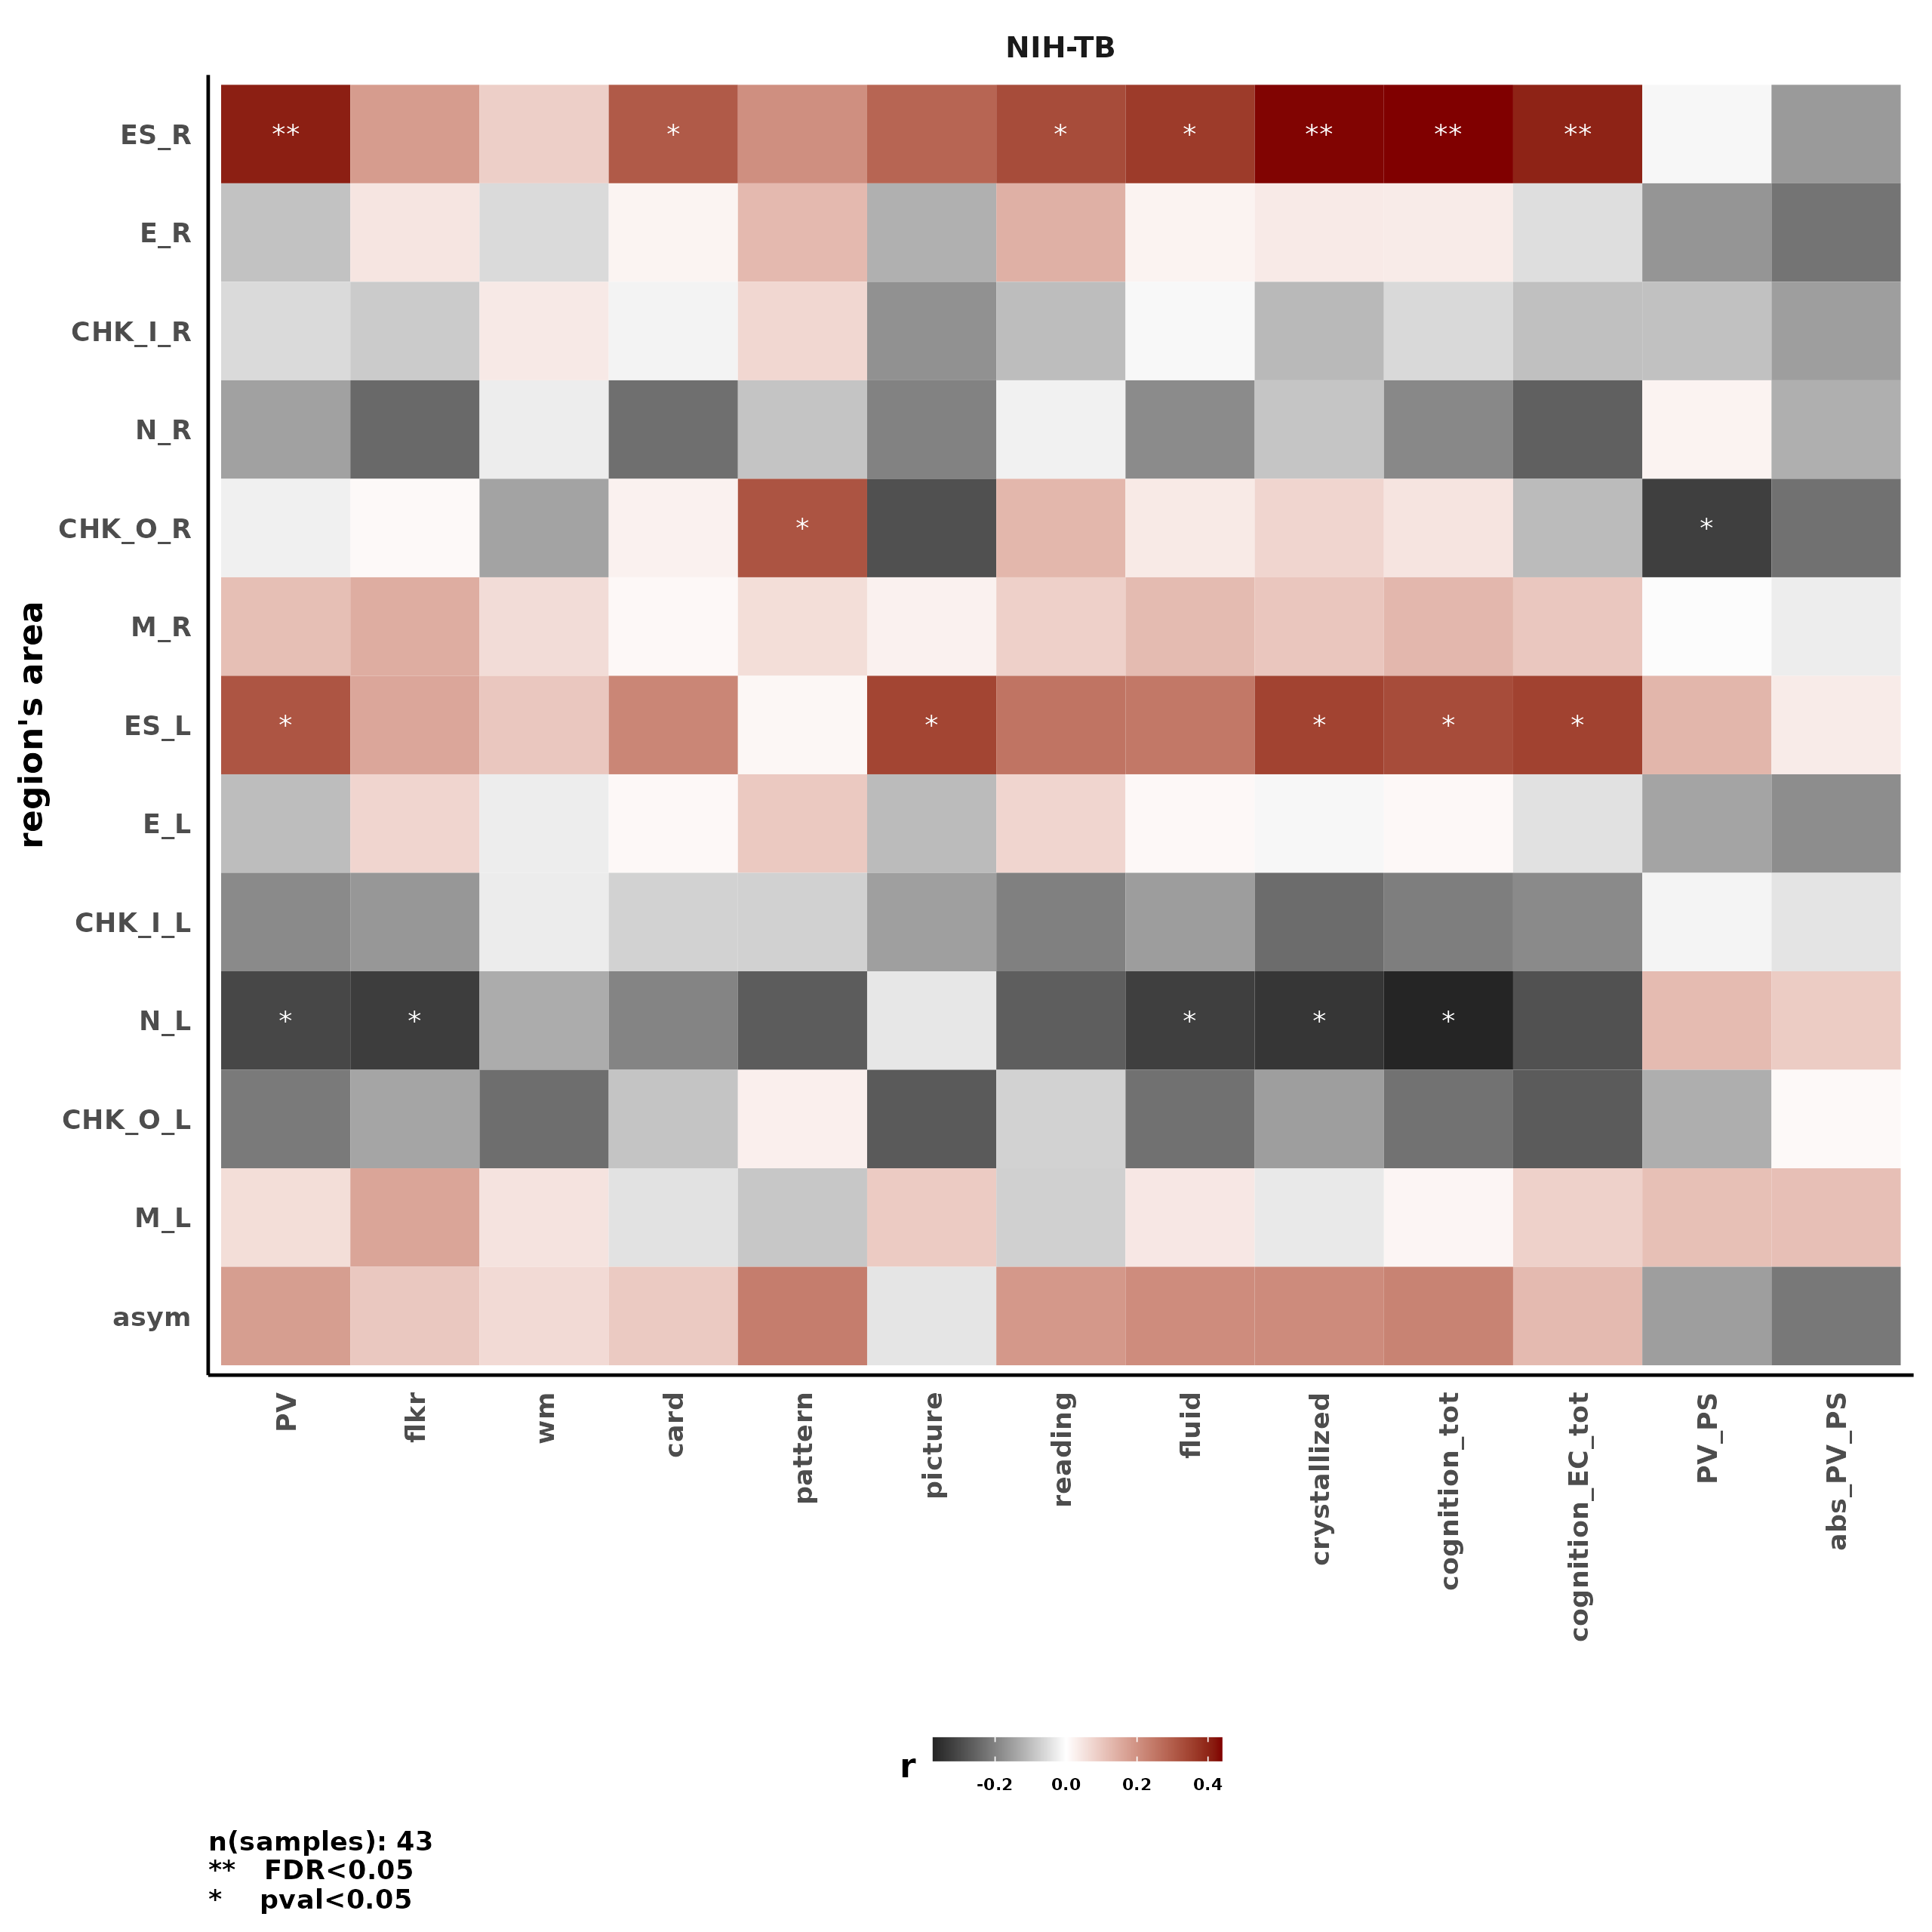 NIH-TB
region's area
ES_R
** * * * ** ** **
E_R
CHK_I_R
N_R
CHK_O_R
* *
M_R
ES_L
* * * * *
E_L
CHK_I_L
N_L
* * * * *
CHK_O_L
M_L
asym
PV
flkr
wm
card
pattern
picture
reading
fluid
crystallized
cognition_tot
cognition_EC_tot
PV_PS
abs_PV_PS
r
-0.2 0.0 0.2 0.4
n(samples): 43
** FDR<0.05
* pval<0.05